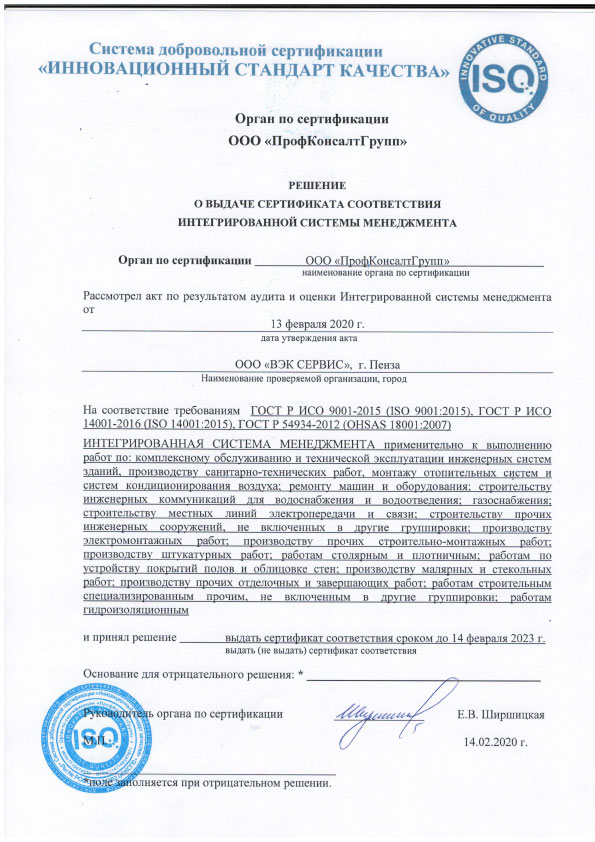 Система добровольной сертификации
«ИННОВАЦИОННЫЙ СТАНДАРТ КАЧЕСТВА»
INNOVATIVE STANDARD
ISQ
OF QUALITY
Орган по сертификации
ООО «ПрофКонсалтГрупп»
РЕШЕНИЕ
О ВЫДАЧЕ СЕРТИФИКАТА СООТВЕТСТВИЯ
ИНТЕГРИРОВАННОЙ СИСТЕМЫ МЕНЕДЖМЕНТА
Орган по сертификации ООО «ПрофКонсалтГрупп»
наименование органа по сертификации
Рассмотрел акт по результатом аудита и оценки Интегрированной системы менеджмента
от
13 февраля 2020 г.
дата утверждения акта
ООО «ВЭК СЕРВИС», г. Пенза
Наименование проверяемой организации, город
На соответствие требованиям ГОСТ Р ИСО 9001-2015 (ISO 9001:2015), ГОСТ Р ИСО
14001-2016 (ISO 14001:2015), ГОСТ Р 54934-2012 (OHSAS 18001:2007)
ИНТЕГРИРОВАННАЯ СИСТЕМА МЕНЕДЖМЕНТА применительно к выполнению
работ по: комплексному обслуживанию и технической эксплуатации инженерных систем
зданий, производству санитарно-технических работ, монтажу отопительных систем и
систем кондиционирования воздуха; ремонту машин и оборудования; строительству
инженерных коммуникаций для водоснабжения и водоотведения; газоснабжения;
строительству местных линий электропередачи и связи; строительству прочих
инженерных сооружений, не включенных в другие группировки; производству
электромонтажных работ; производству прочих строительно-монтажных работ;
производству штукатурных работ; работам столярным и плотничным; работам по
устройству покрытий полов и облицовке стен; производству малярных и стекольных
работ; производству прочих отделочных и завершающих работ; работам строительным
специализированным прочим, не включенным в другие группировки; работам
гидроизоляционным
и принял решение выдать сертификат соответствия сроком до 14 февраля 2023 г.
выдать (не выдать) сертификат соответствия
Основание для отрицательного решения: *
Руководитель органа по сертификации Е.В. Ширшицкая
М.П. 14.02.2020 г.
ISQ
*поле заполняется при отрицательном решении.